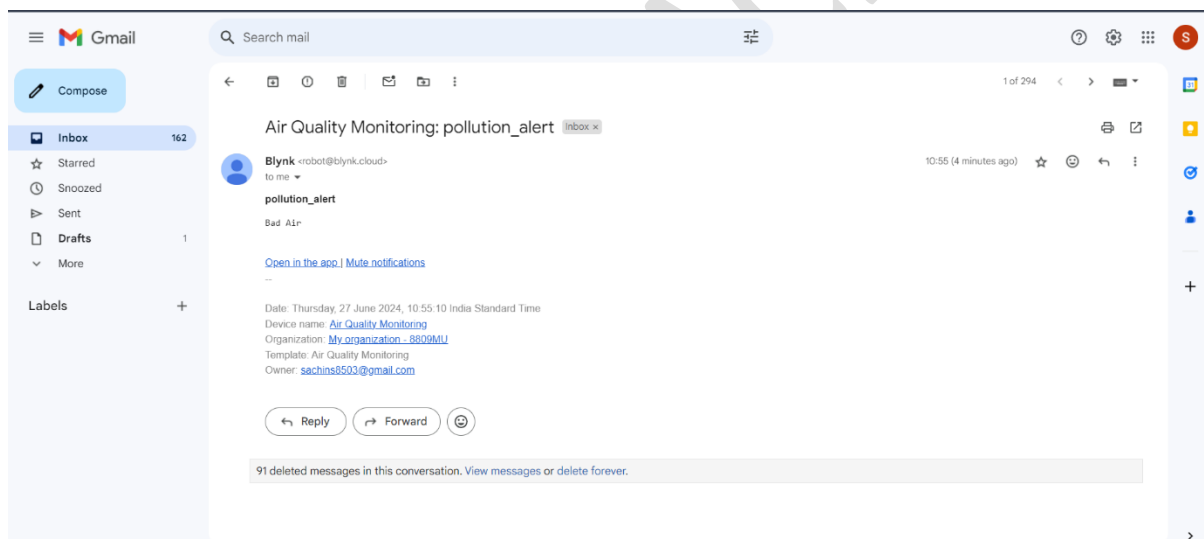 Gmail
Search mail
S
Compose
1 of 294
31
Inbox 162
Starred
Snoozed
Sent
Drafts 1
More
Labels
Air Quality Monitoring: pollution_alert Inbox ×
Blynk <robot@blynk.cloud> 10:55 (4 minutes ago)
to me
pollution_alert
Bad Air
Open in the app | Mute notifications
--
Date: Thursday, 27 June 2024, 10:55:10 India Standard Time
Device name: Air Quality Monitoring
Organization: My organization - 8809MU
Template: Air Quality Monitoring
Owner: sachins8503@gmail.com
Reply Forward
91 deleted messages in this conversation. View messages or delete forever.